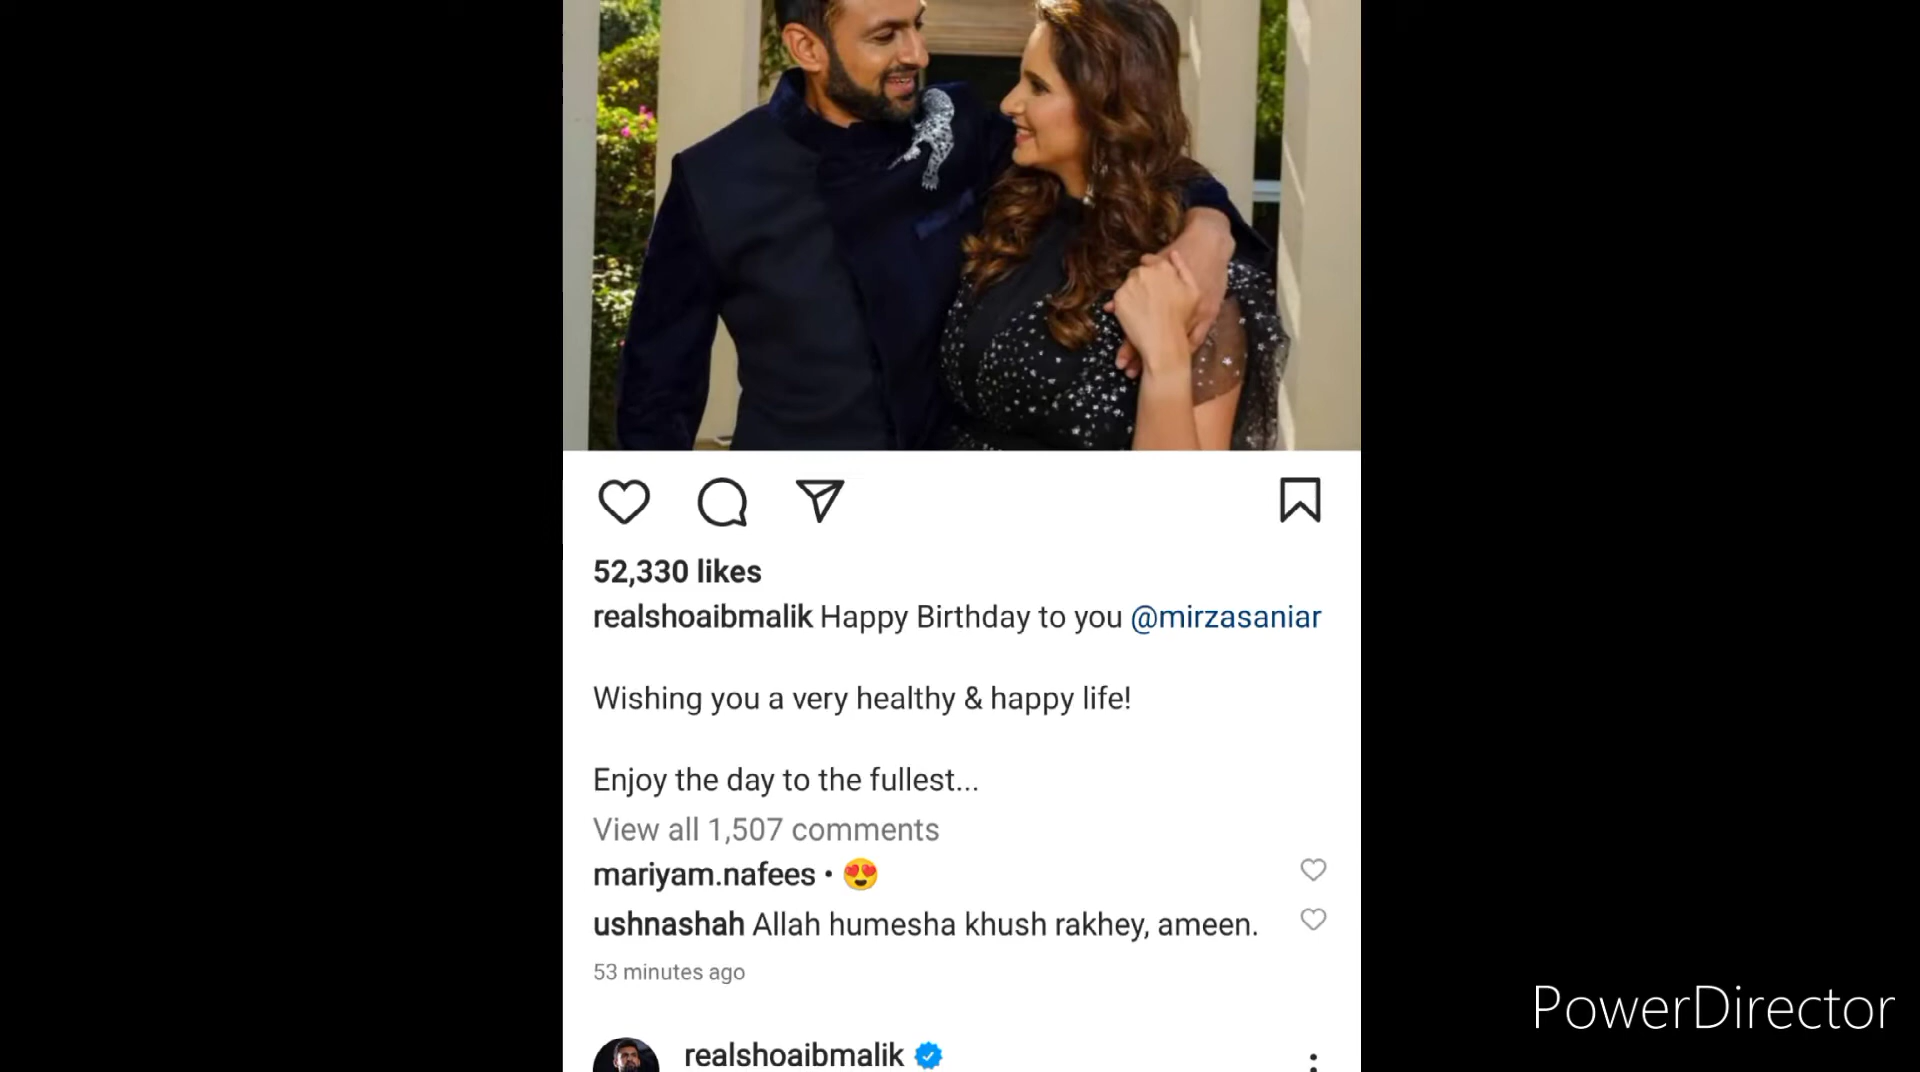 52,330 likes
realshoaibmalik Happy Birthday to you @mirzasaniar
Wishing you a very healthy & happy life!
Enjoy the day to the fullest...
View all 1,507 comments
mariyam.nafees • 😍
ushnashah Allah humesha khush rakhey, ameen.
53 minutes ago
realshoaibmalik
PowerDirector